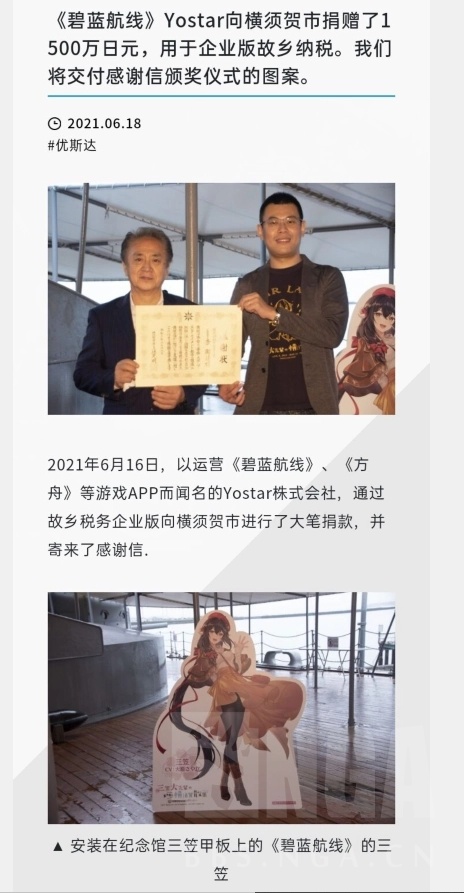 《碧蓝航线》Yostar向横须贺市捐赠了1
500万日元，用于企业版故乡纳税。我们
将交付感谢信颁奖仪式的图案。
2021.06.18
#优斯达
2021年6月16日，以运营《碧蓝航线》、《方
舟》等游戏APP而闻名的Yostar株式会社，通过
故乡税务企业版向横须贺市进行了大笔捐款，并
寄来了感谢信.
三笠
NGA
▲ 安装在纪念馆三笠甲板上的《碧蓝航线》的三
笠
BBS.NGA.CN